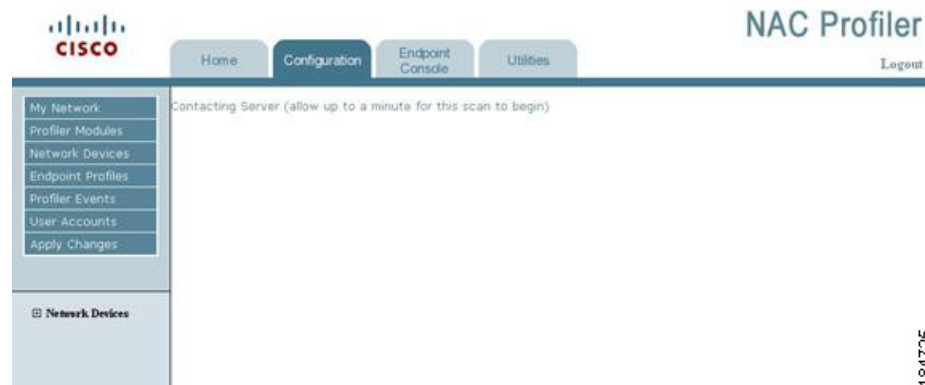 CISCO
NAC Profiler
Home
Configuration
Endpoint
Console
Utilities
Logout
My Network
Profiler Modules
Network Devices
Endpoint Profiles
Profiler Events
User Accounts
Apply Changes
Contacting Server (allow up to a minute for this scan to begin)
Network Devices